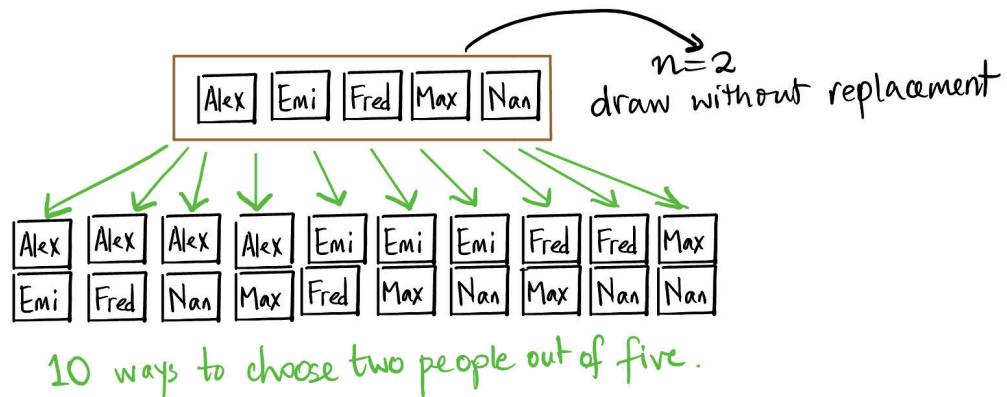 Alex Emi Fred Max Nan
n=2
draw without replacement
Alex Alex Alex Alex Emi Emi Emi Fred Fred Max
Emi Fred Nan Max Fred Max Nan Max Nan Nan
10 ways to choose two people out of five.